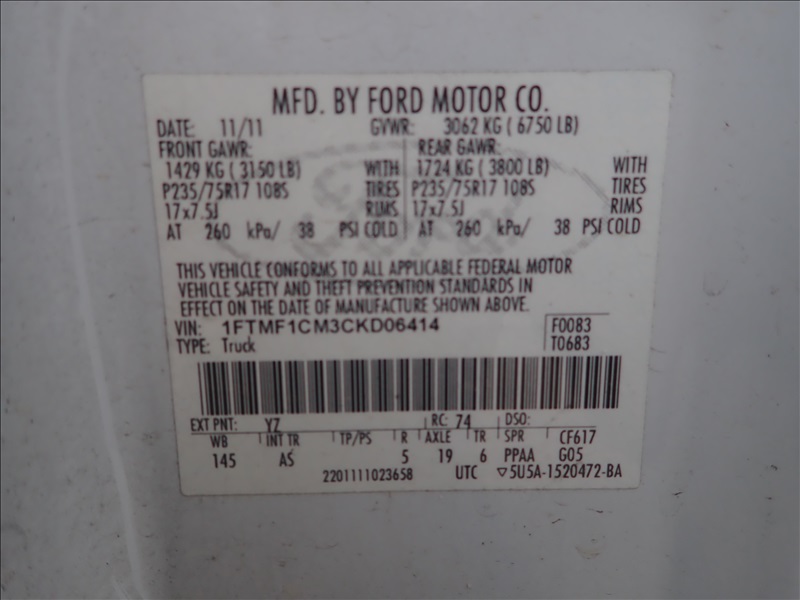 MFD. BY FORD MOTOR CO.
DATE: 11/11 GVWR: 3062 KG ( 6750 LB)
FRONT GAWR: REAR GAWR:
1429 KG ( 3150 LB) WITH 1724 KG ( 3800 LB) WITH
P235/75R17 108S TIRES P235/75R17 108S TIRES
17x7.5J RIMS 17x7.5J RIMS
AT 260 kPa/ 38 PSI COLD AT 260 kPa/ 38 PSI COLD
THIS VEHICLE CONFORMS TO ALL APPLICABLE FEDERAL MOTOR
VEHICLE SAFETY AND THEFT PREVENTION STANDARDS IN
EFFECT ON THE DATE OF MANUFACTURE SHOWN ABOVE.
VIN: 1FTMF1CM3CKD06414 F0083
TYPE: Truck T0683
EXT PNT: YZ RC: 74 DSO:
WB INT TR TP/PS R AXLE TR SPR CF617
145 AS 5 19 6 PPAA G05
2201111023658 UTC ▽5U5A-1520472-BA